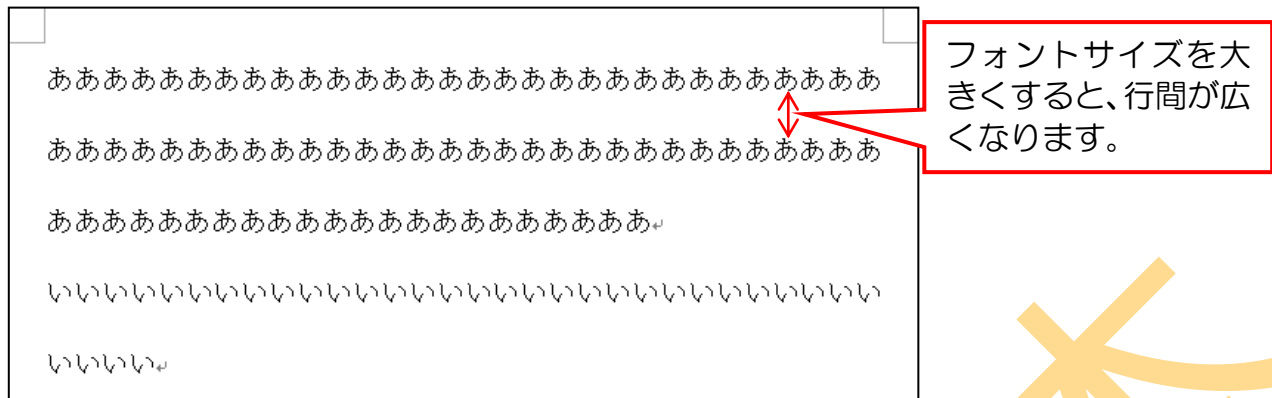 ああああああああああああああああああああああああああああああ
ああああああああああああああああああああああああああああああ
ああああああああああああああああああああああ
いいいいいいいいいいいいいいいいいいいいいいいいいいいいいい
いいいい
フォントサイズを大
きくすると、行間が広
くなります。